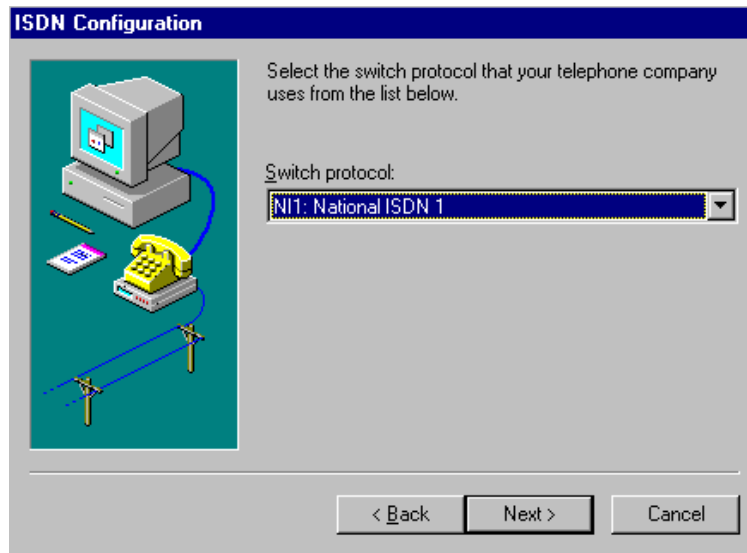 ISDN Configuration
Select the switch protocol that your telephone company
uses from the list below.
Switch protocol:
NI1: National ISDN 1
< Back
Next >
Cancel